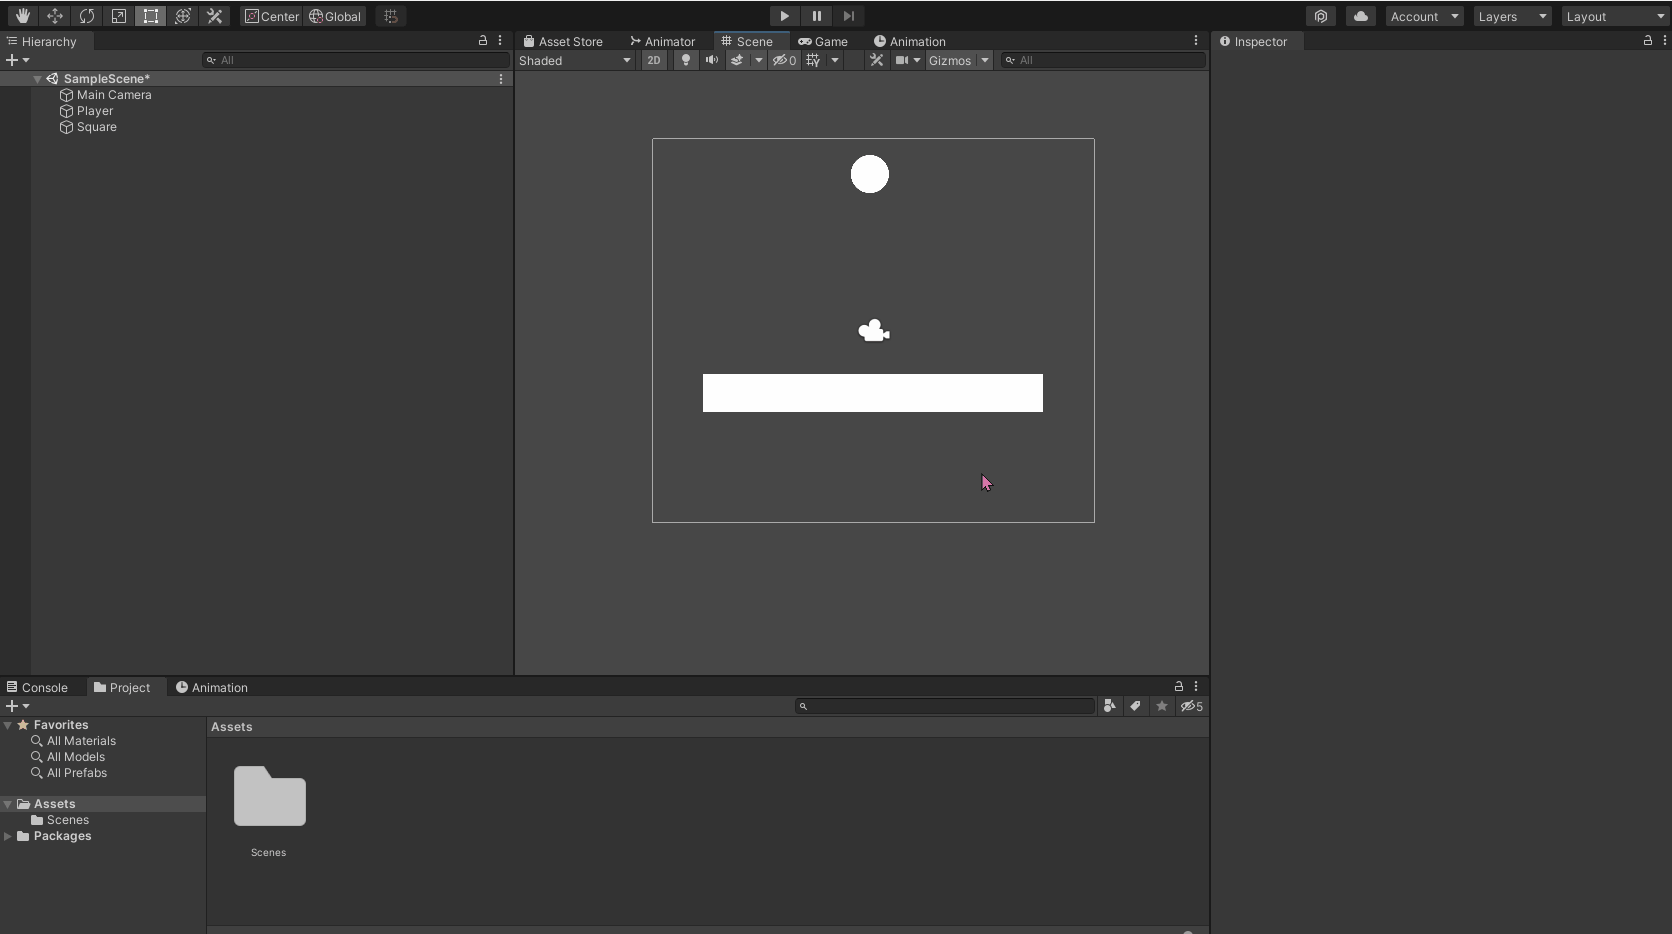 Center Global Account Layers Layout
Hierarchy Asset Store Animator Scene Game Animation Inspector
All Shaded 2D 0 Gizmos All
SampleScene*
Main Camera
Player
Square
Console Project Animation
5
Favorites Assets
All Materials
All Models
All Prefabs
Assets
Scenes
Packages
Scenes